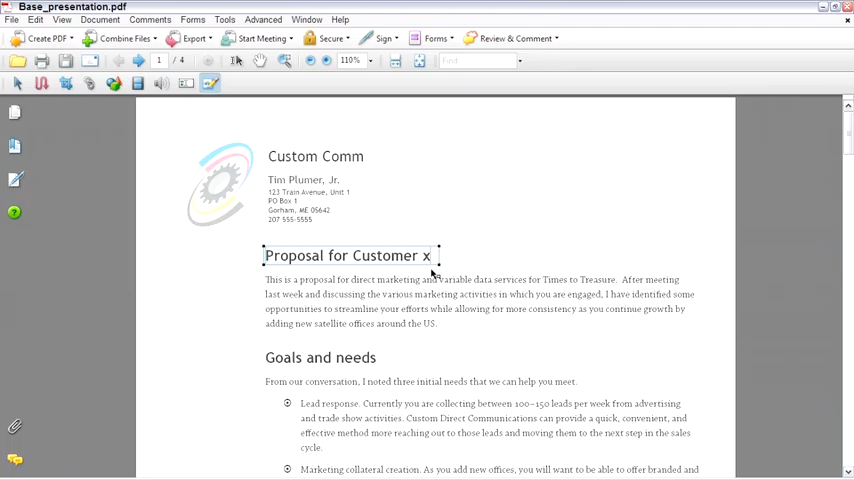 Base_presentation.pdf
File Edit View Document Comments Forms Tools Advanced Window Help
Create PDF Combine Files Export Start Meeting Secure Sign Forms Review & Comment
1 / 4 110% Find
Custom Comm
Tim Plumer, Jr.
123 Train Avenue, Unit 1
PO Box 1
Gorham, ME 05642
207 555-5555
Proposal for Customer x
This is a proposal for direct marketing and variable data services for Times to Treasure. After meeting
last week and discussing the various marketing activities in which you are engaged, I have identified some
opportunities to streamline your efforts while allowing for more consistency as you continue growth by
adding new satellite offices around the US.
Goals and needs
From our conversation, I noted three initial needs that we can help you meet.
Lead response. Currently you are collecting between 100–150 leads per week from advertising
and trade show activities. Custom Direct Communications can provide a quick, convenient, and
effective method more reaching out to those leads and moving them to the next step in the sales
cycle.
Marketing collateral creation. As you add new offices, you will want to be able to offer branded and